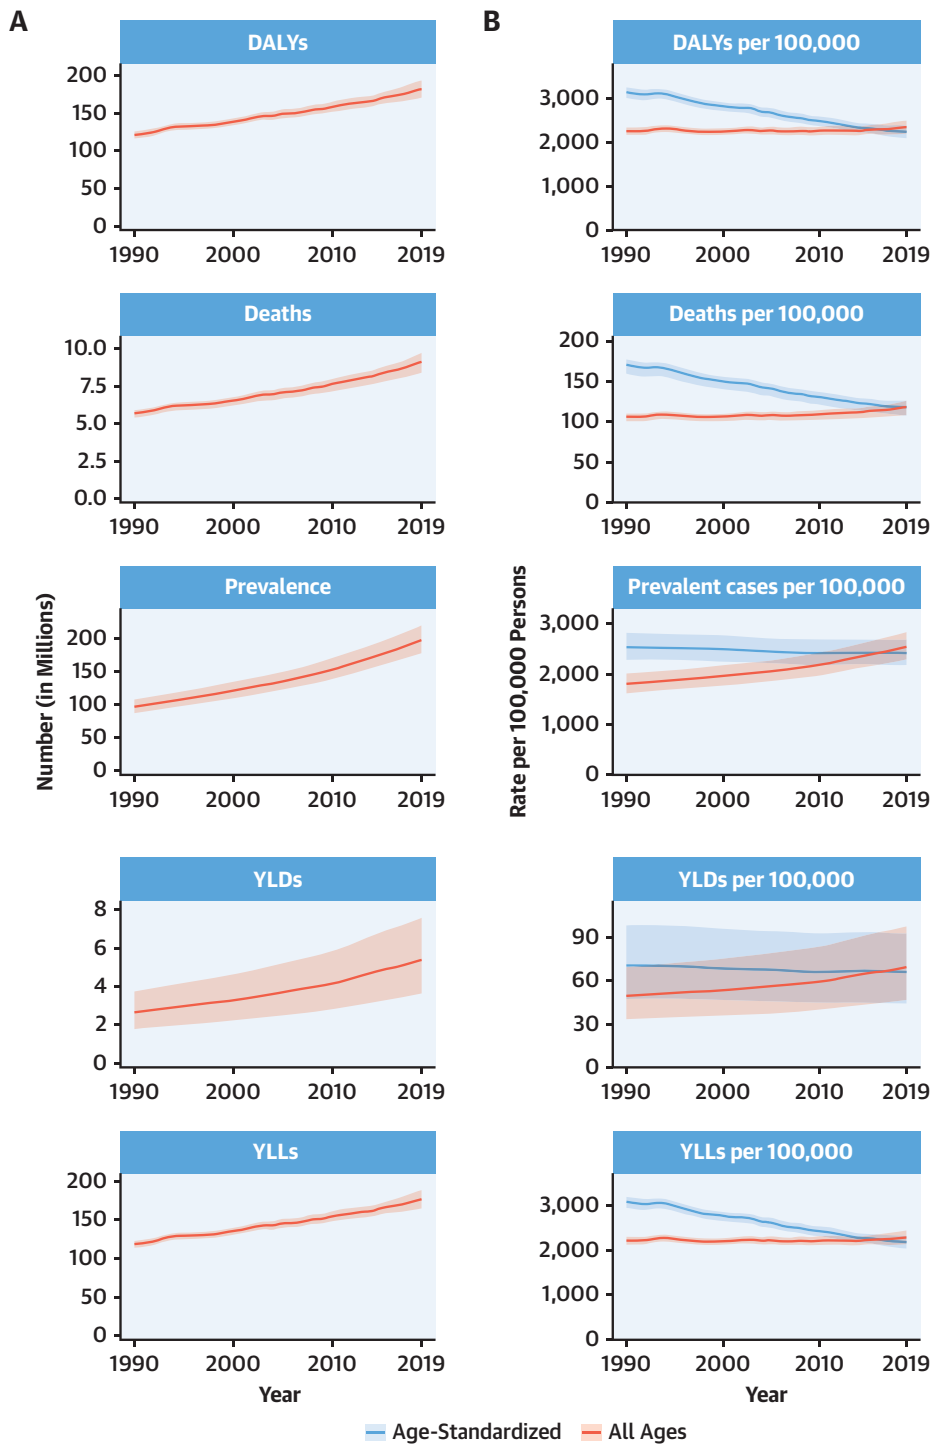 A
B
DALYs
200
150
100
50
0
1990 2000 2010 2019
DALYs per 100,000
3,000
2,000
1,000
0
1990 2000 2010 2019
Deaths
10.0
7.5
5.0
2.5
0.0
1990 2000 2010 2019
Deaths per 100,000
200
150
100
50
0
1990 2000 2010 2019
Number (in Millions)
Prevalence
200
150
100
50
0
1990 2000 2010 2019
Rate per 100,000 Persons
Prevalent cases per 100,000
3,000
2,000
1,000
0
1990 2000 2010 2019
YLDs
8
6
4
2
0
1990 2000 2010 2019
YLDs per 100,000
90
60
30
0
1990 2000 2010 2019
YLLs
200
150
100
50
0
1990 2000 2010 2019
Year
YLLs per 100,000
3,000
2,000
1,000
0
1990 2000 2010 2019
Year
Age-Standardized All Ages